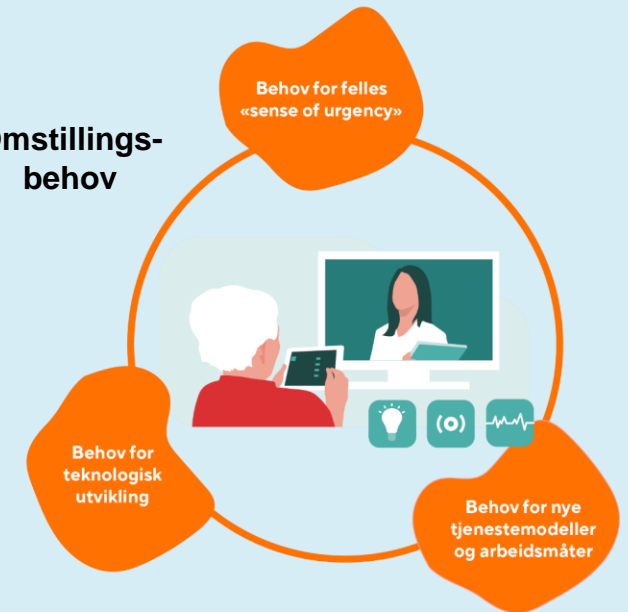 Behov for felles
«sense of urgency»
mstillings-
behov
Behov for
teknologisk
utvikling
Behov for nye
tjenestemodeller
og arbeidsmåter